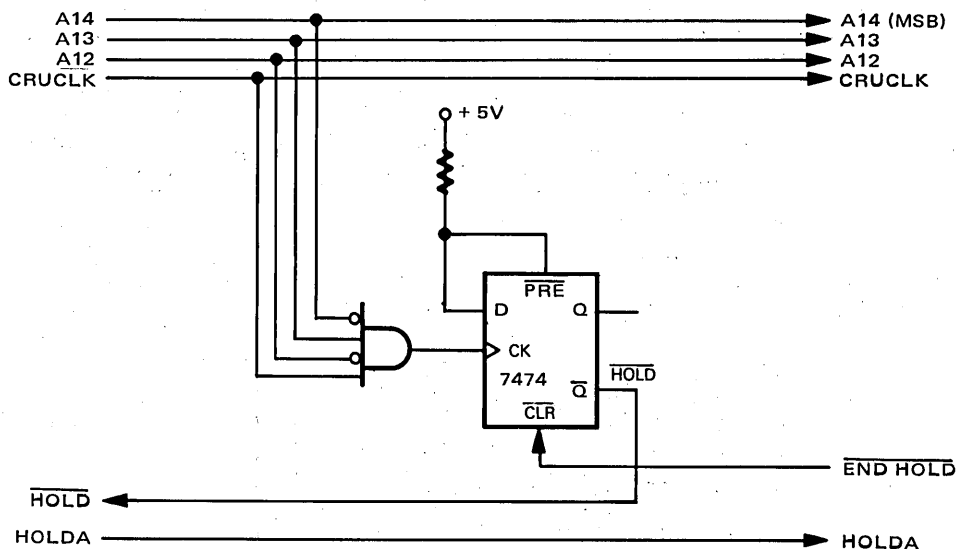 A14 A14 (MSB)
A13 A13
A12 A12
CRUCLK CRUCLK
+ 5V
PRE
D Q
CK
7474 HOLD
Q
CLR
END HOLD
HOLD
HOLDA HOLDA